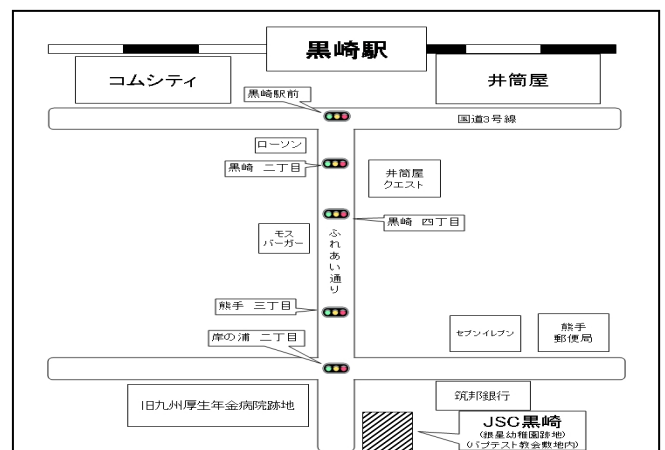 黒崎駅
コムシティ
井筒屋
黒崎駅前
国道3号線
ローソン
黒崎 二丁目
井筒屋
クエスト
黒崎 四丁目
モス
バーガー
ふれあい通り
熊手 三丁目
セブンイレブン
熊手
郵便局
岸の浦 二丁目
筑邦銀行
旧九州厚生年金病院跡地
JSC黒崎
(銀星幼稚園跡地)
(バプテスト教会敷地内)